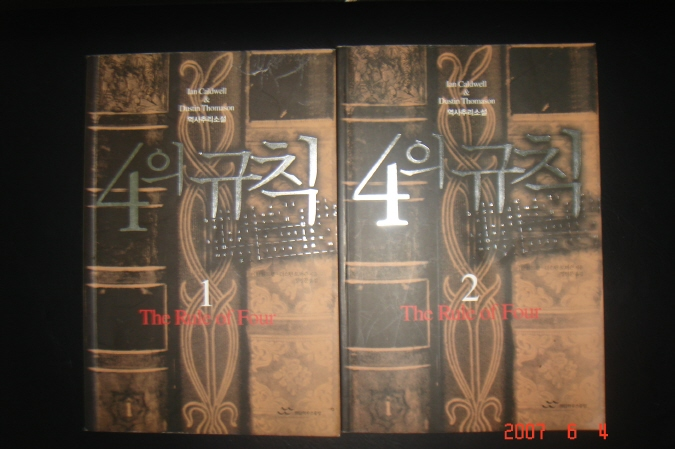 Ian Caldwell
&
Dustin Thomason
역사추리소설
4의 규칙
1
The Rule of Four
i
Ian Caldwell
&
Dustin Thomason
역사추리소설
4의 규칙
2
The Rule of Four
i
2007 6 4